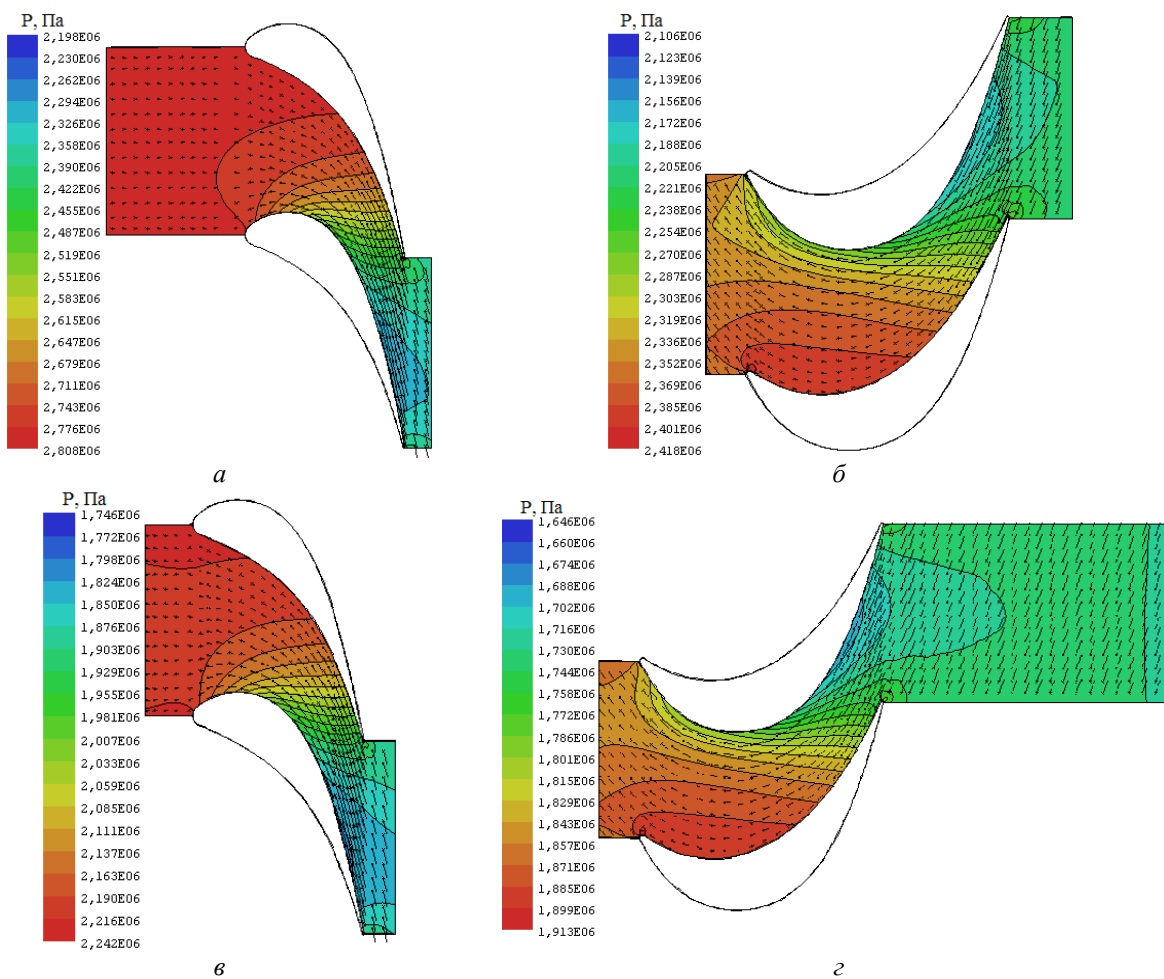 P, Па
2,198E06
2,230E06
2,262E06
2,294E06
2,326E06
2,358E06
2,390E06
2,422E06
2,455E06
2,487E06
2,519E06
2,551E06
2,583E06
2,615E06
2,647E06
2,679E06
2,711E06
2,743E06
2,776E06
2,808E06
а
P, Па
2,106E06
2,123E06
2,139E06
2,156E06
2,172E06
2,188E06
2,205E06
2,221E06
2,238E06
2,254E06
2,270E06
2,287E06
2,303E06
2,319E06
2,336E06
2,352E06
2,369E06
2,385E06
2,401E06
2,418E06
б
P, Па
1,746E06
1,772E06
1,798E06
1,824E06
1,850E06
1,876E06
1,903E06
1,929E06
1,955E06
1,981E06
2,007E06
2,033E06
2,059E06
2,085E06
2,111E06
2,137E06
2,163E06
2,190E06
2,216E06
2,242E06
в
P, Па
1,646E06
1,660E06
1,674E06
1,688E06
1,702E06
1,716E06
1,730E06
1,744E06
1,758E06
1,772E06
1,786E06
1,801E06
1,815E06
1,829E06
1,843E06
1,857E06
1,871E06
1,885E06
1,899E06
1,913E06
г